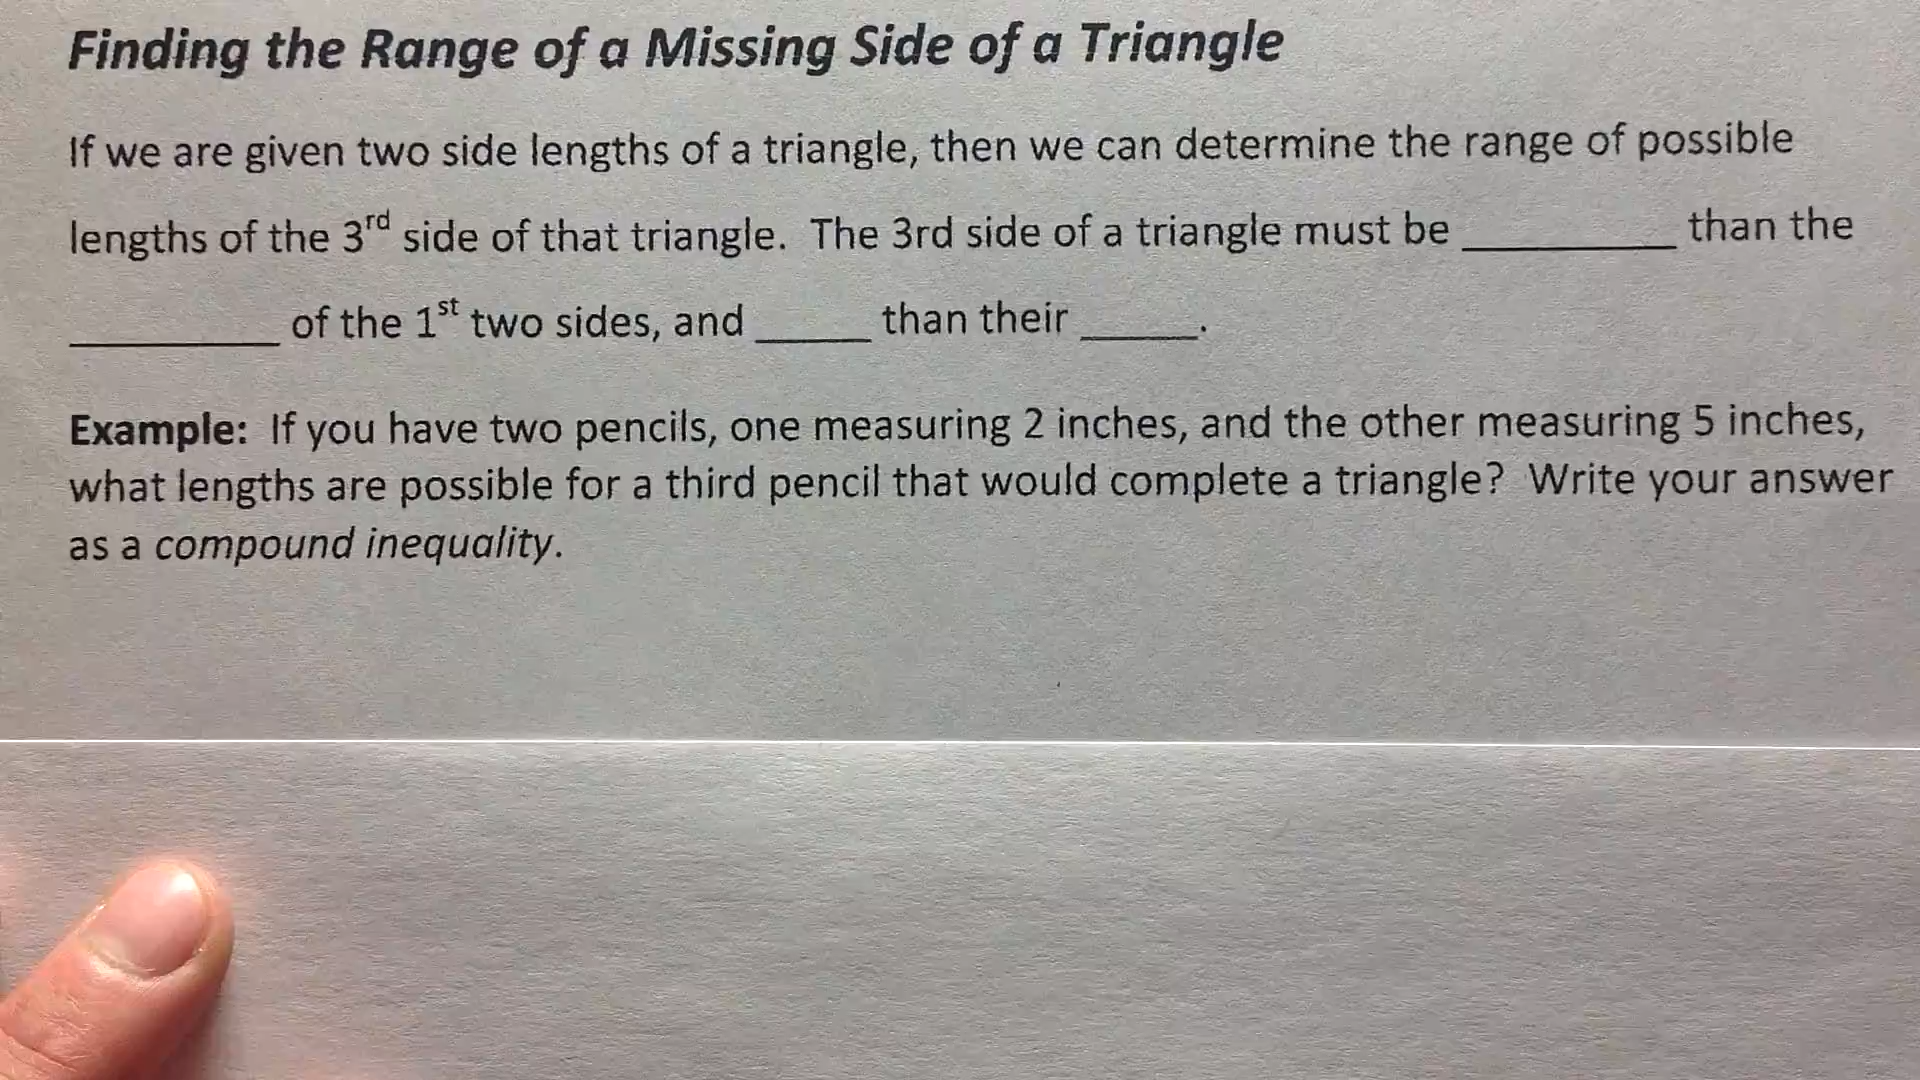 Finding the Range of a Missing Side of a Triangle
If we are given two side lengths of a triangle, then we can determine the range of possible
lengths of the 3rd side of that triangle. The 3rd side of a triangle must be __________ than the
__________ of the 1st two sides, and _____ than their _____.
Example: If you have two pencils, one measuring 2 inches, and the other measuring 5 inches,
what lengths are possible for a third pencil that would complete a triangle? Write your answer
as a compound inequality.